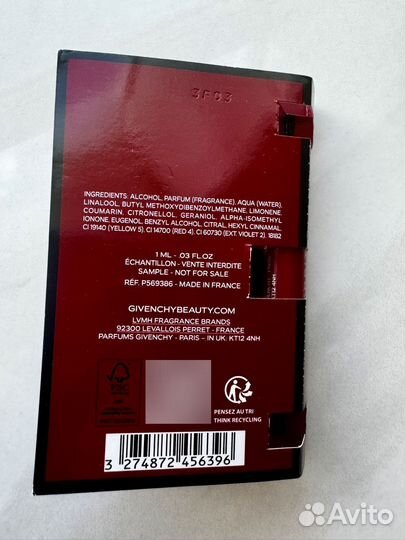 3FC3
INGREDIENTS: ALCOHOL, PARFUM (FRAGRANCE), AQUA (WATER),
LINALOOL, BUTYL METHOXYDIBENZOYLMETHANE, LIMONENE,
COUMARIN, CITRONELLOL, GERANIOL, ALPHA-ISOMETHYL
IONONE, EUGENOL, BENZYL ALCOHOL, CITRAL, HEXYL CINNAMAL,
CI 19140 (YELLOW 5), CI 14700 (RED 4), CI 60730 (EXT. VIOLET 2). 18182
1 ML - .03 FL.OZ
ÉCHANTILLON - VENTE INTERDITE
SAMPLE - NOT FOR SALE
RÉF. P569386 - MADE IN FRANCE
KT12 4NH
GIVENCHYBEAUTY.COM
LVMH FRAGRANCE BRANDS
92300 LEVALLOIS PERRET - FRANCE
PARFUMS GIVENCHY - PARIS - IN UK: KT12 4NH
FSC
PENSEZ AU TRI
THINK RECYCLING
3 274872 456396
Avito